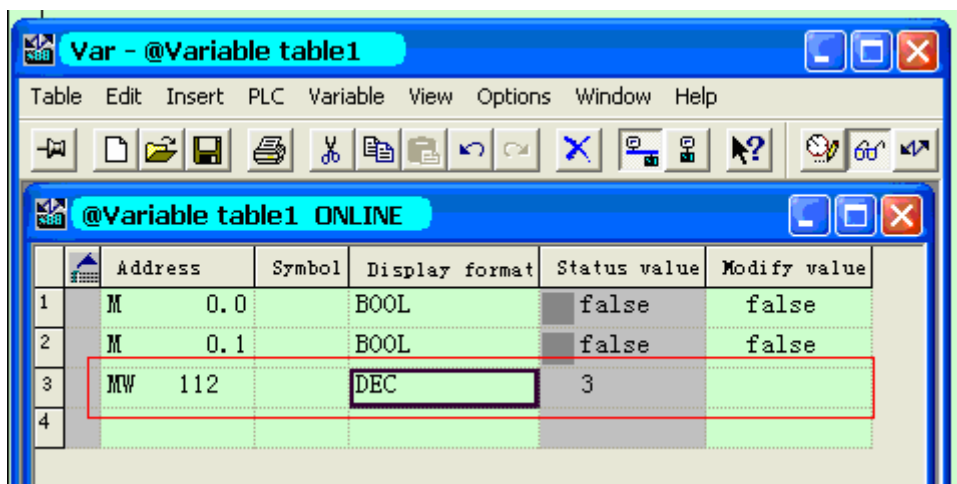 Var - @Variable table1
Table Edit Insert PLC Variable View Options Window Help
@Variable table1 ONLINE
Address Symbol Display format Status value Modify value
1 M 0.0 BOOL false false
2 M 0.1 BOOL false false
3 MW 112 DEC 3
4